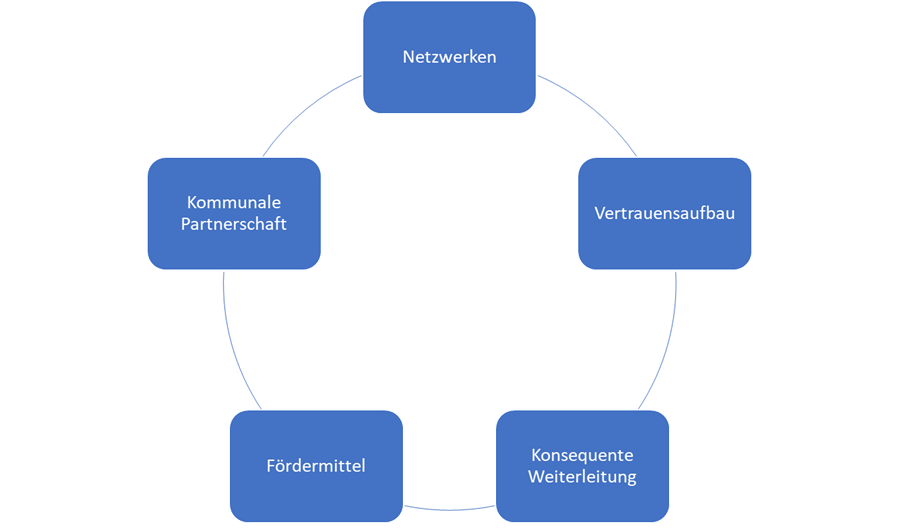 Netzwerken
Vertrauensaufbau
Konsequente
Weiterleitung
Fördermittel
Kommunale
Partnerschaft